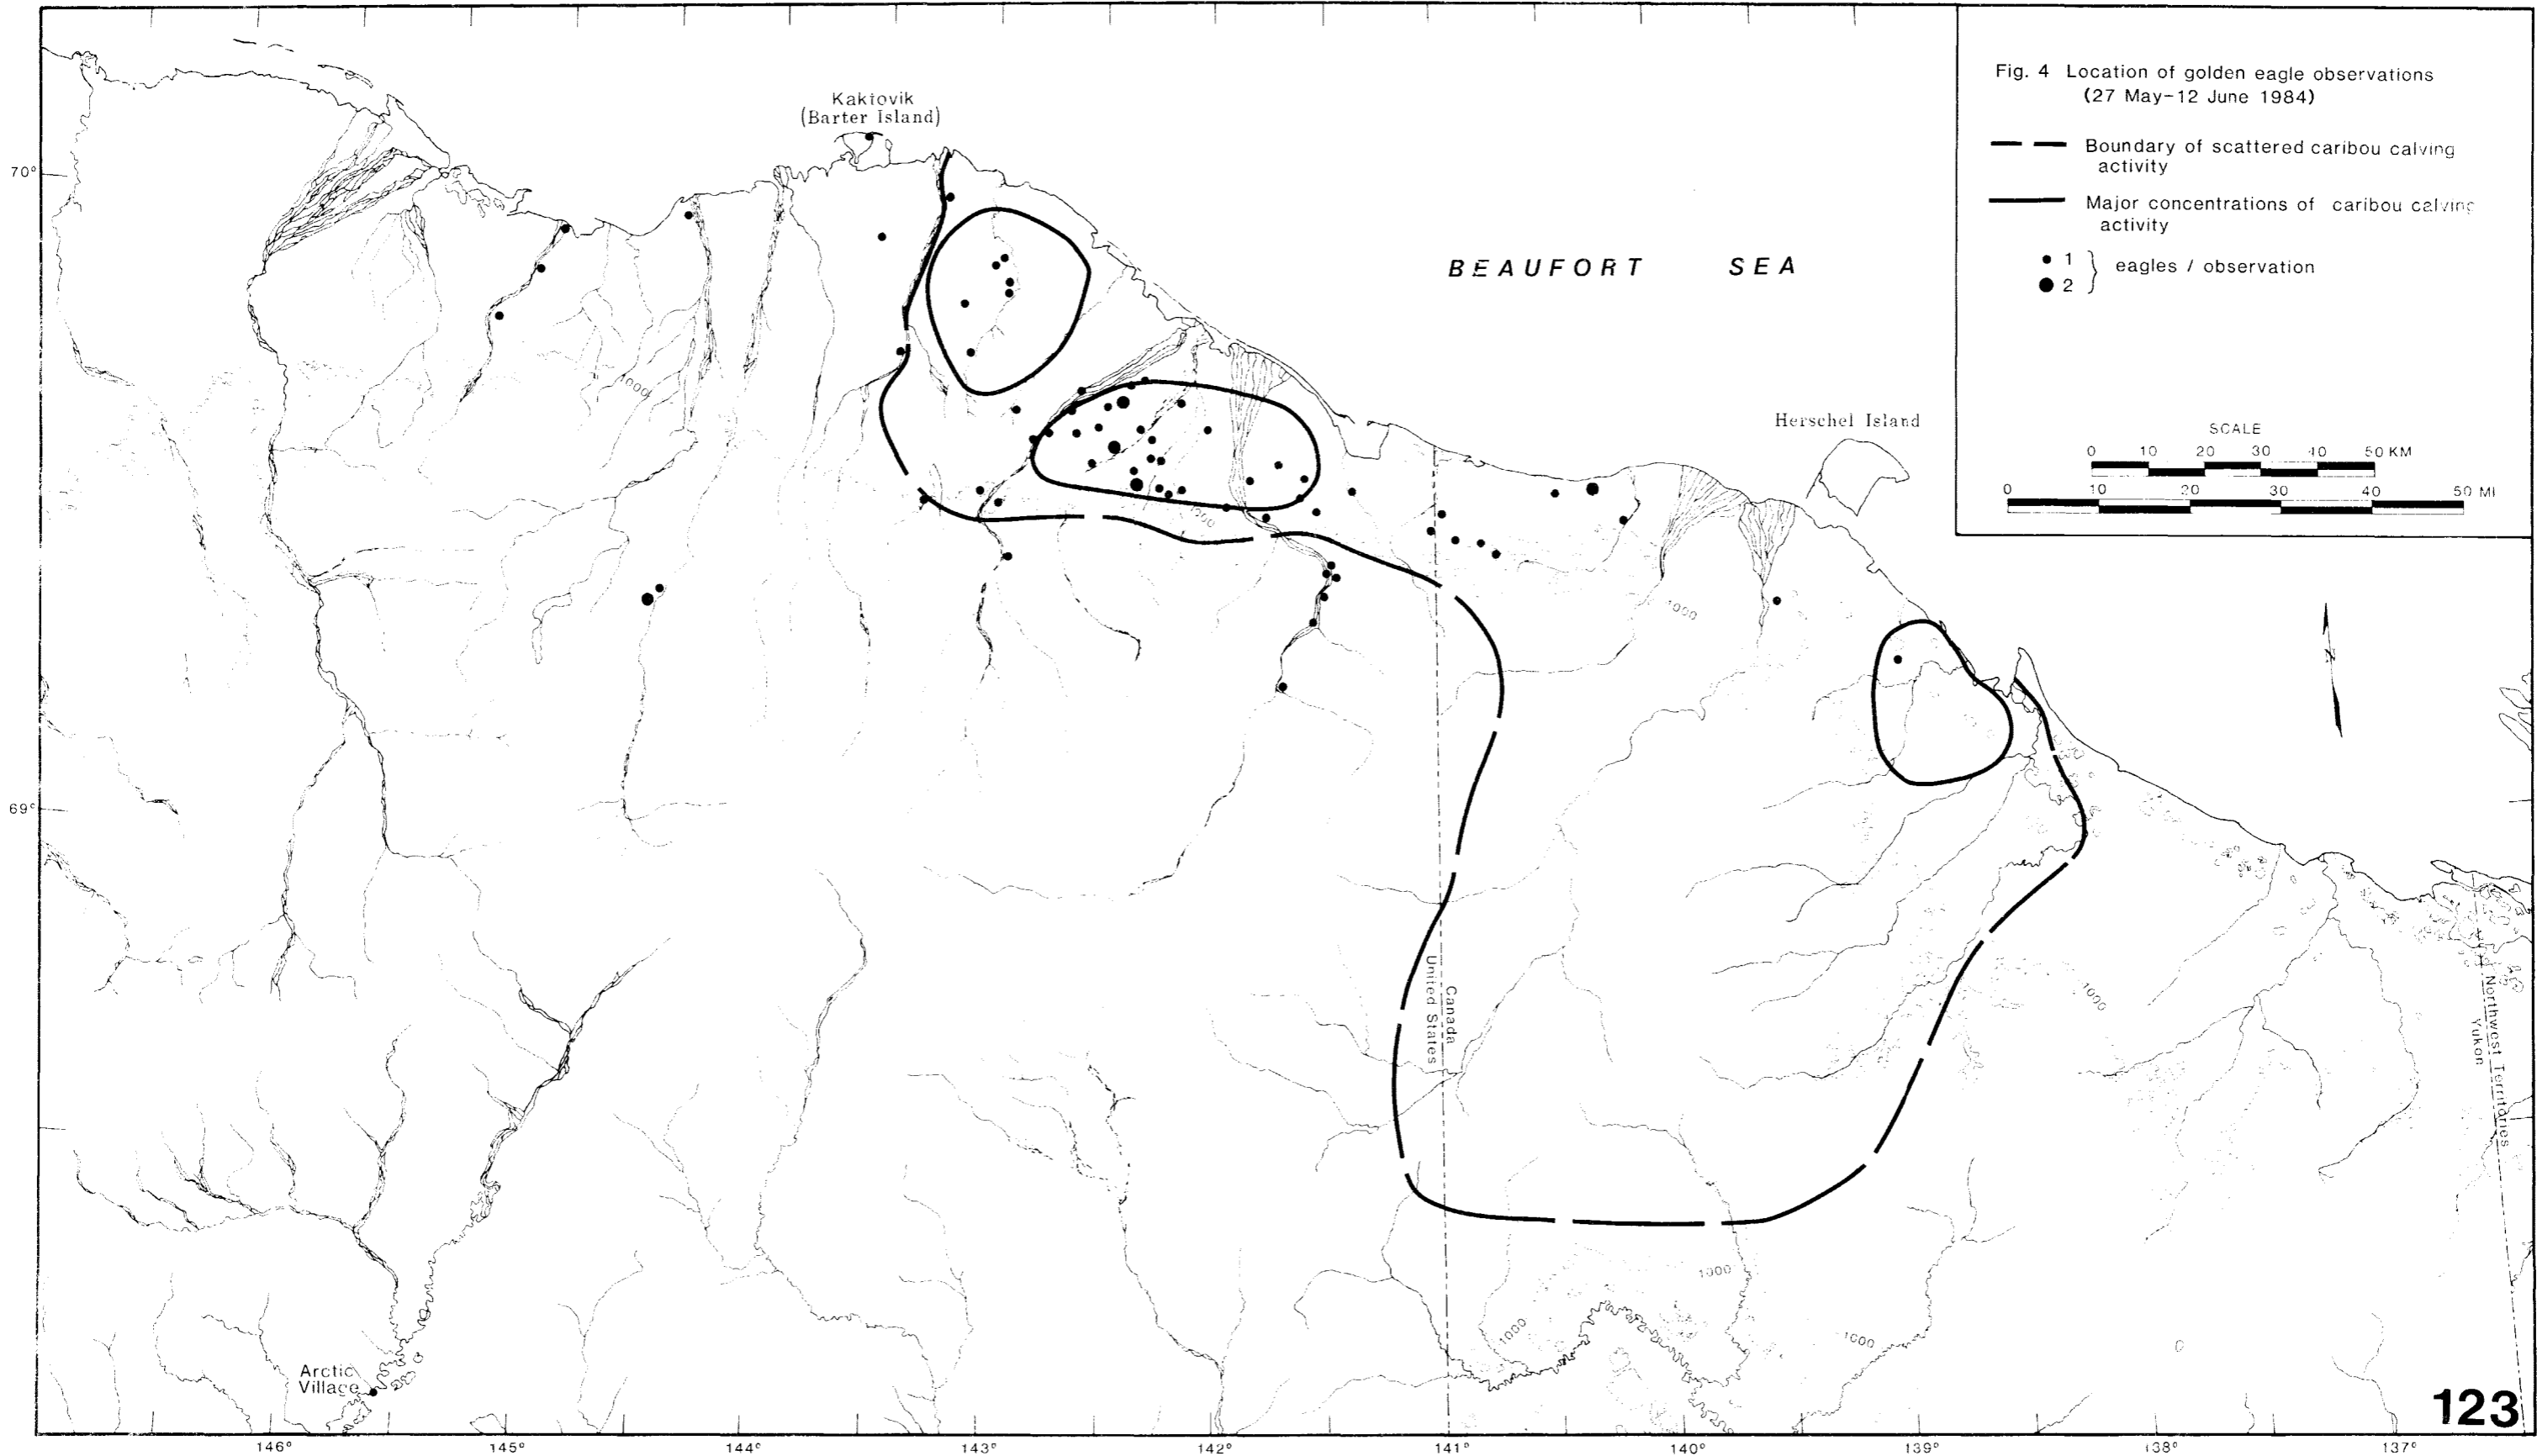 Fig. 4 Location of golden eagle observations
(27 May-12 June 1984)
Boundary of scattered caribou calving
activity
Major concentrations of caribou calving
activity
1
2
eagles / observation
SCALE
0 10 20 30 40 50 KM
0 10 20 30 40 50 MI
Kaktovik
(Barter Island)
70°
BEAUFORT SEA
1000
Herschel Island
1000
1000
N
69°
Canada
United States
1000
Northwest Territories
Yukon
1000
1000
1000
Arctic
Village
123
146° 145° 144° 143° 142° 141° 140° 139° 138° 137°